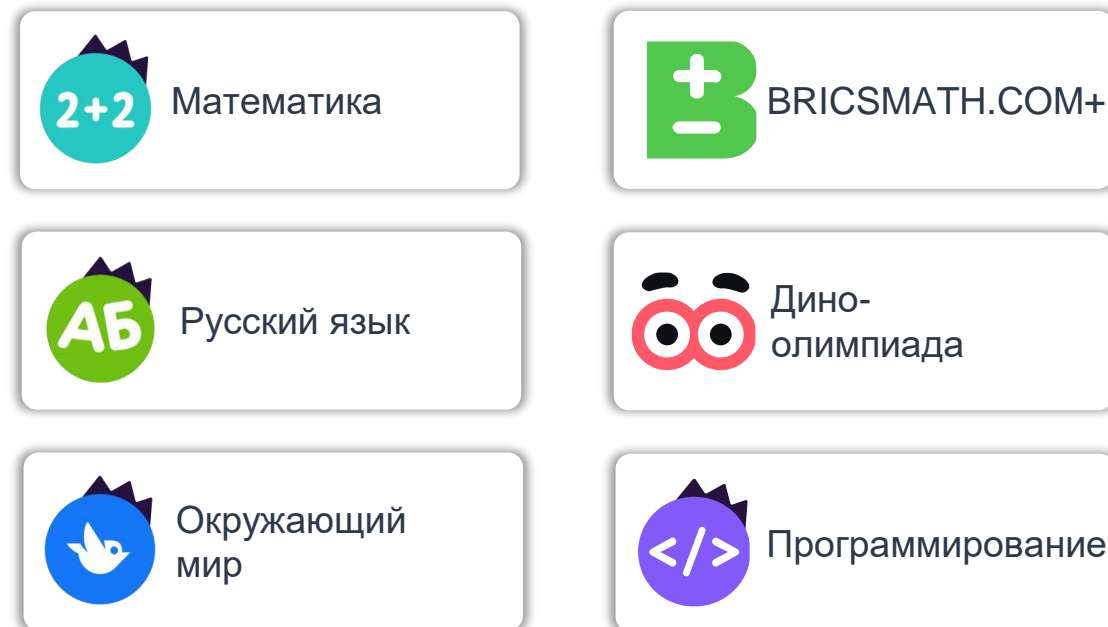 2+2
Математика
BRICSMATH.COM+
АБ
Русский язык
Дино-
олимпиада
Окружающий
мир
</>
Программирование